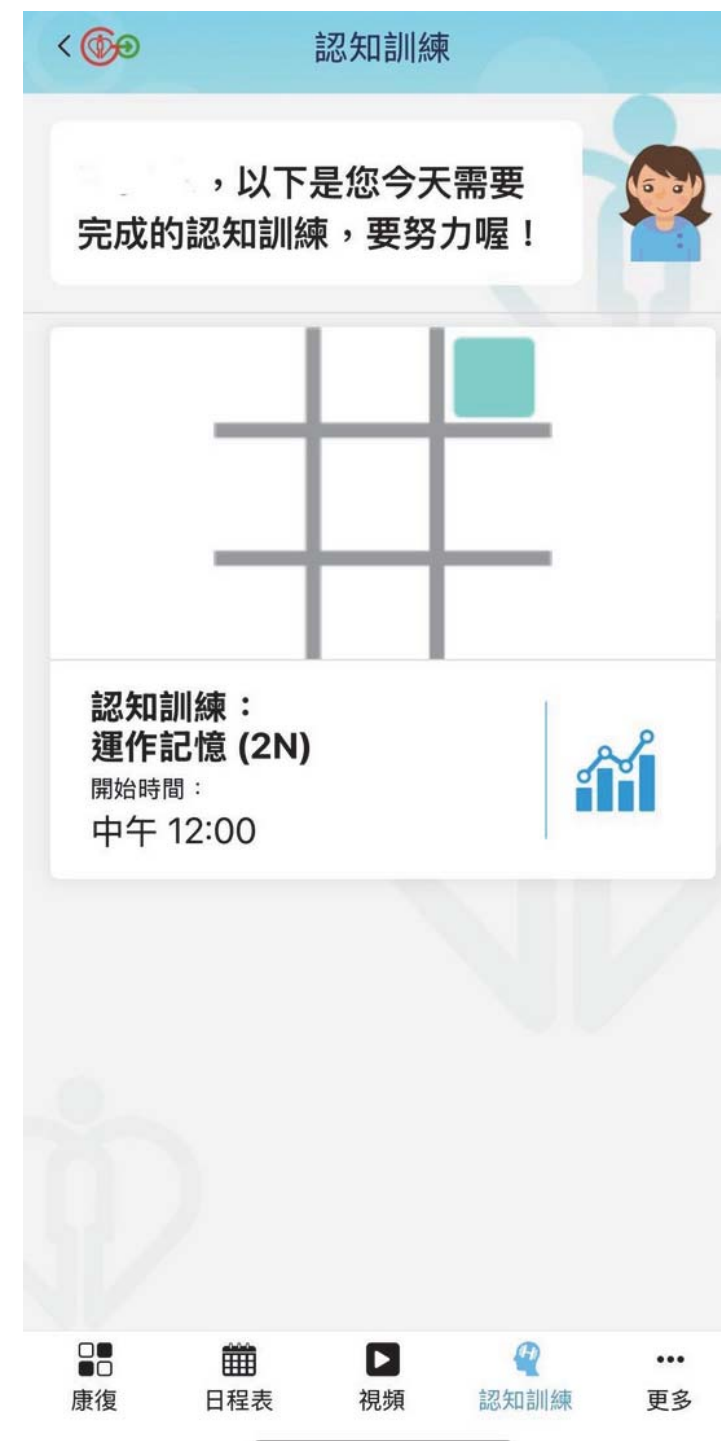 認知訓練
，以下是您今天需要
完成的認知訓練，要努力喔！
認知訓練：
運作記憶 (2N)
開始時間：
中午 12:00
康復
日程表
視頻
認知訓練
更多